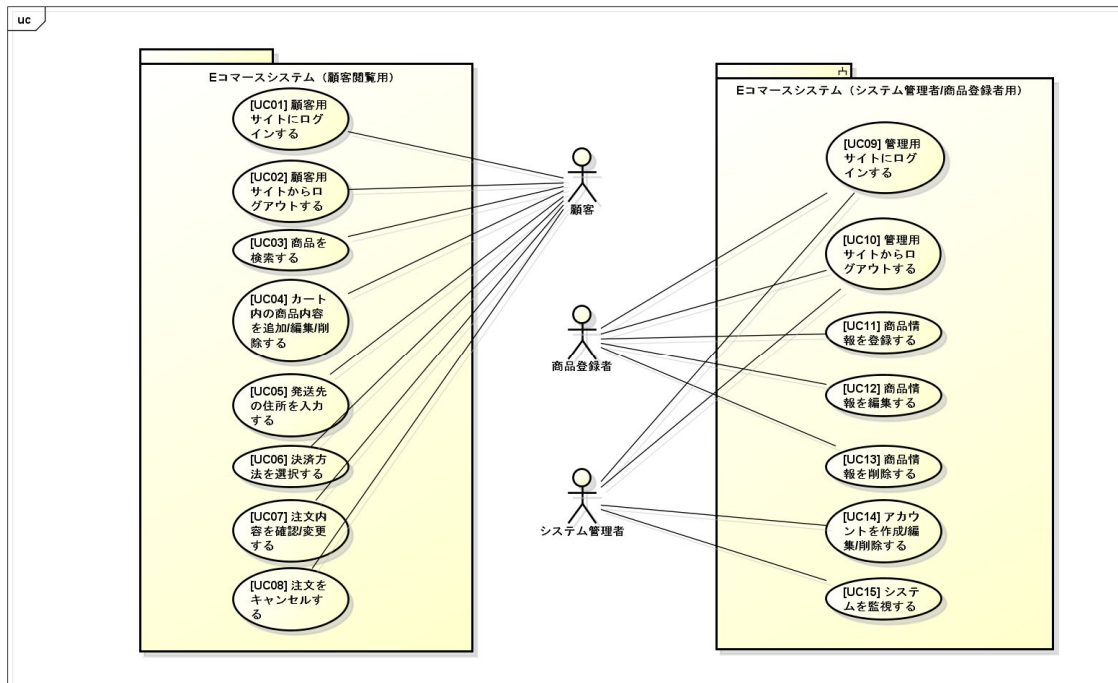 uc
Eコマースシステム（顧客閲覧用）
[UC01] 顧客用
サイトにログ
インする
[UC02] 顧客用
サイトからロ
グアウトする
[UC03] 商品を
検索する
[UC04] カート
内の商品内容
を追加/編集/削
除する
[UC05] 発送先
の住所を入力
する
[UC06] 決済方
法を選択する
[UC07] 注文内
容を確認/変更
する
[UC08] 注文を
キャンセルす
る
顧客
商品登録者
システム管理者
Eコマースシステム（システム管理者/商品登録者用）
[UC09] 管理用
サイトにログ
インする
[UC10] 管理用
サイトからロ
グアウトする
[UC11] 商品情
報を登録する
[UC12] 商品情
報を編集する
[UC13] 商品情
報を削除する
[UC14] アカウ
ントを作成/編
集/削除する
[UC15] システ
ムを監視する